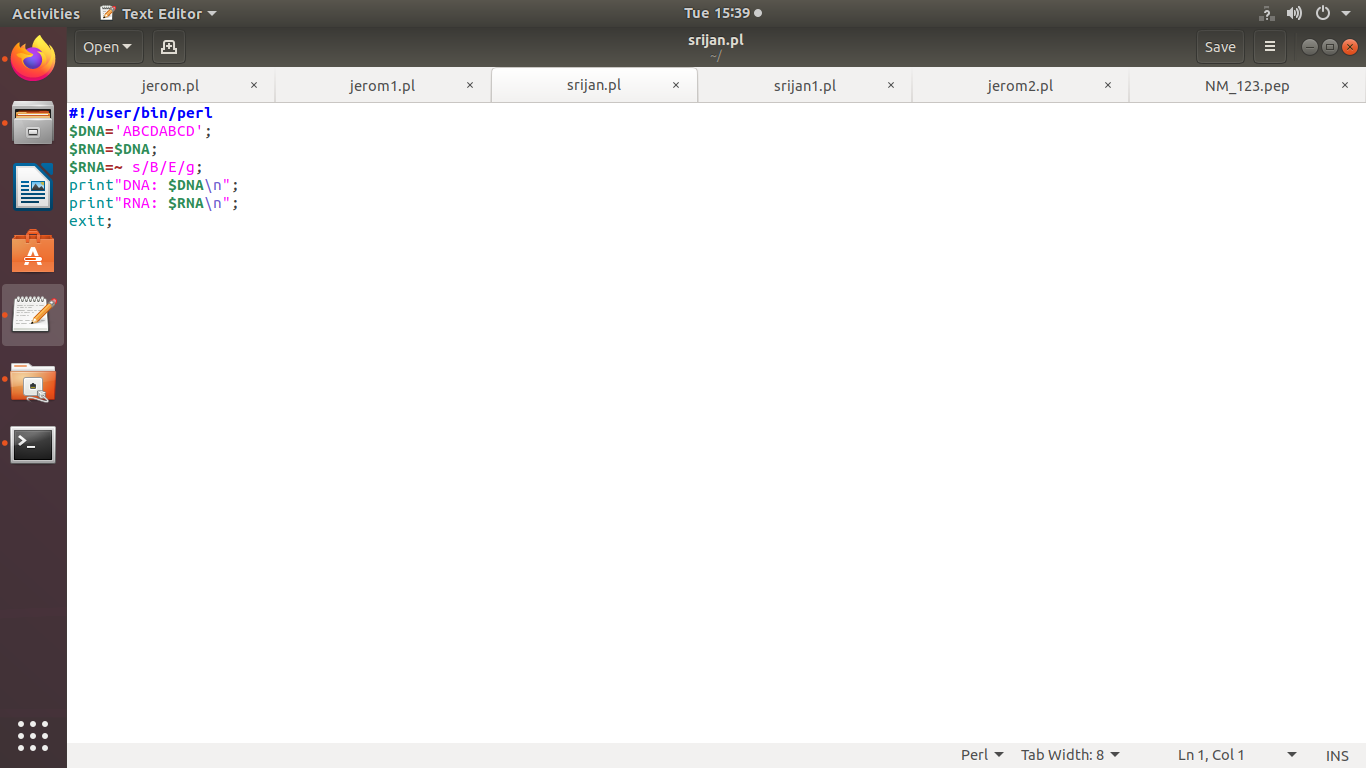 Activities Text Editor Tue 15:39
Open srijan.pl Save
~/
jerom.pl × jerom1.pl × srijan.pl × srijan1.pl × jerom2.pl × NM_123.pep ×
#!/user/bin/perl
$DNA='ABCDABCD';
$RNA=$DNA;
$RNA=~ s/B/E/g;
print"DNA: $DNA\n";
print"RNA: $RNA\n";
exit;
Perl Tab Width: 8 Ln 1, Col 1 INS